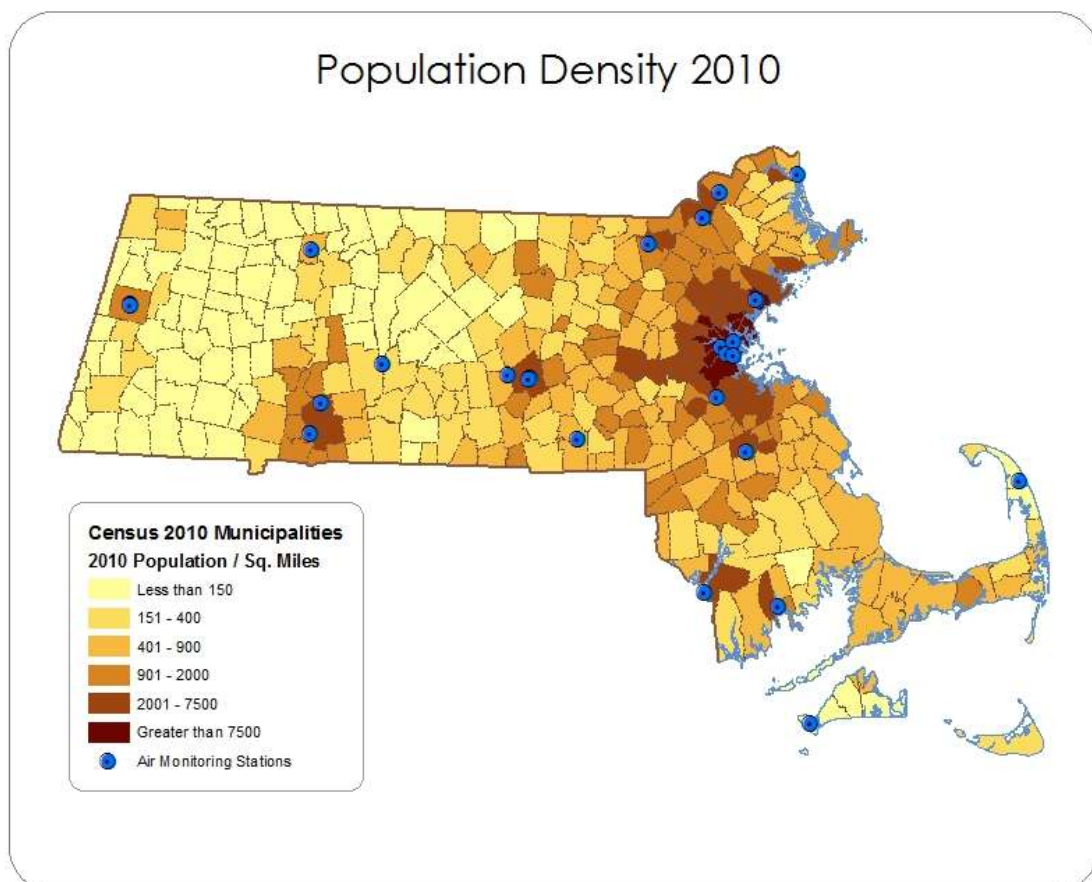 Population Density 2010
Census 2010 Municipalities
2010 Population / Sq. Miles
Less than 150
151 - 400
401 - 900
901 - 2000
2001 - 7500
Greater than 7500
Air Monitoring Stations